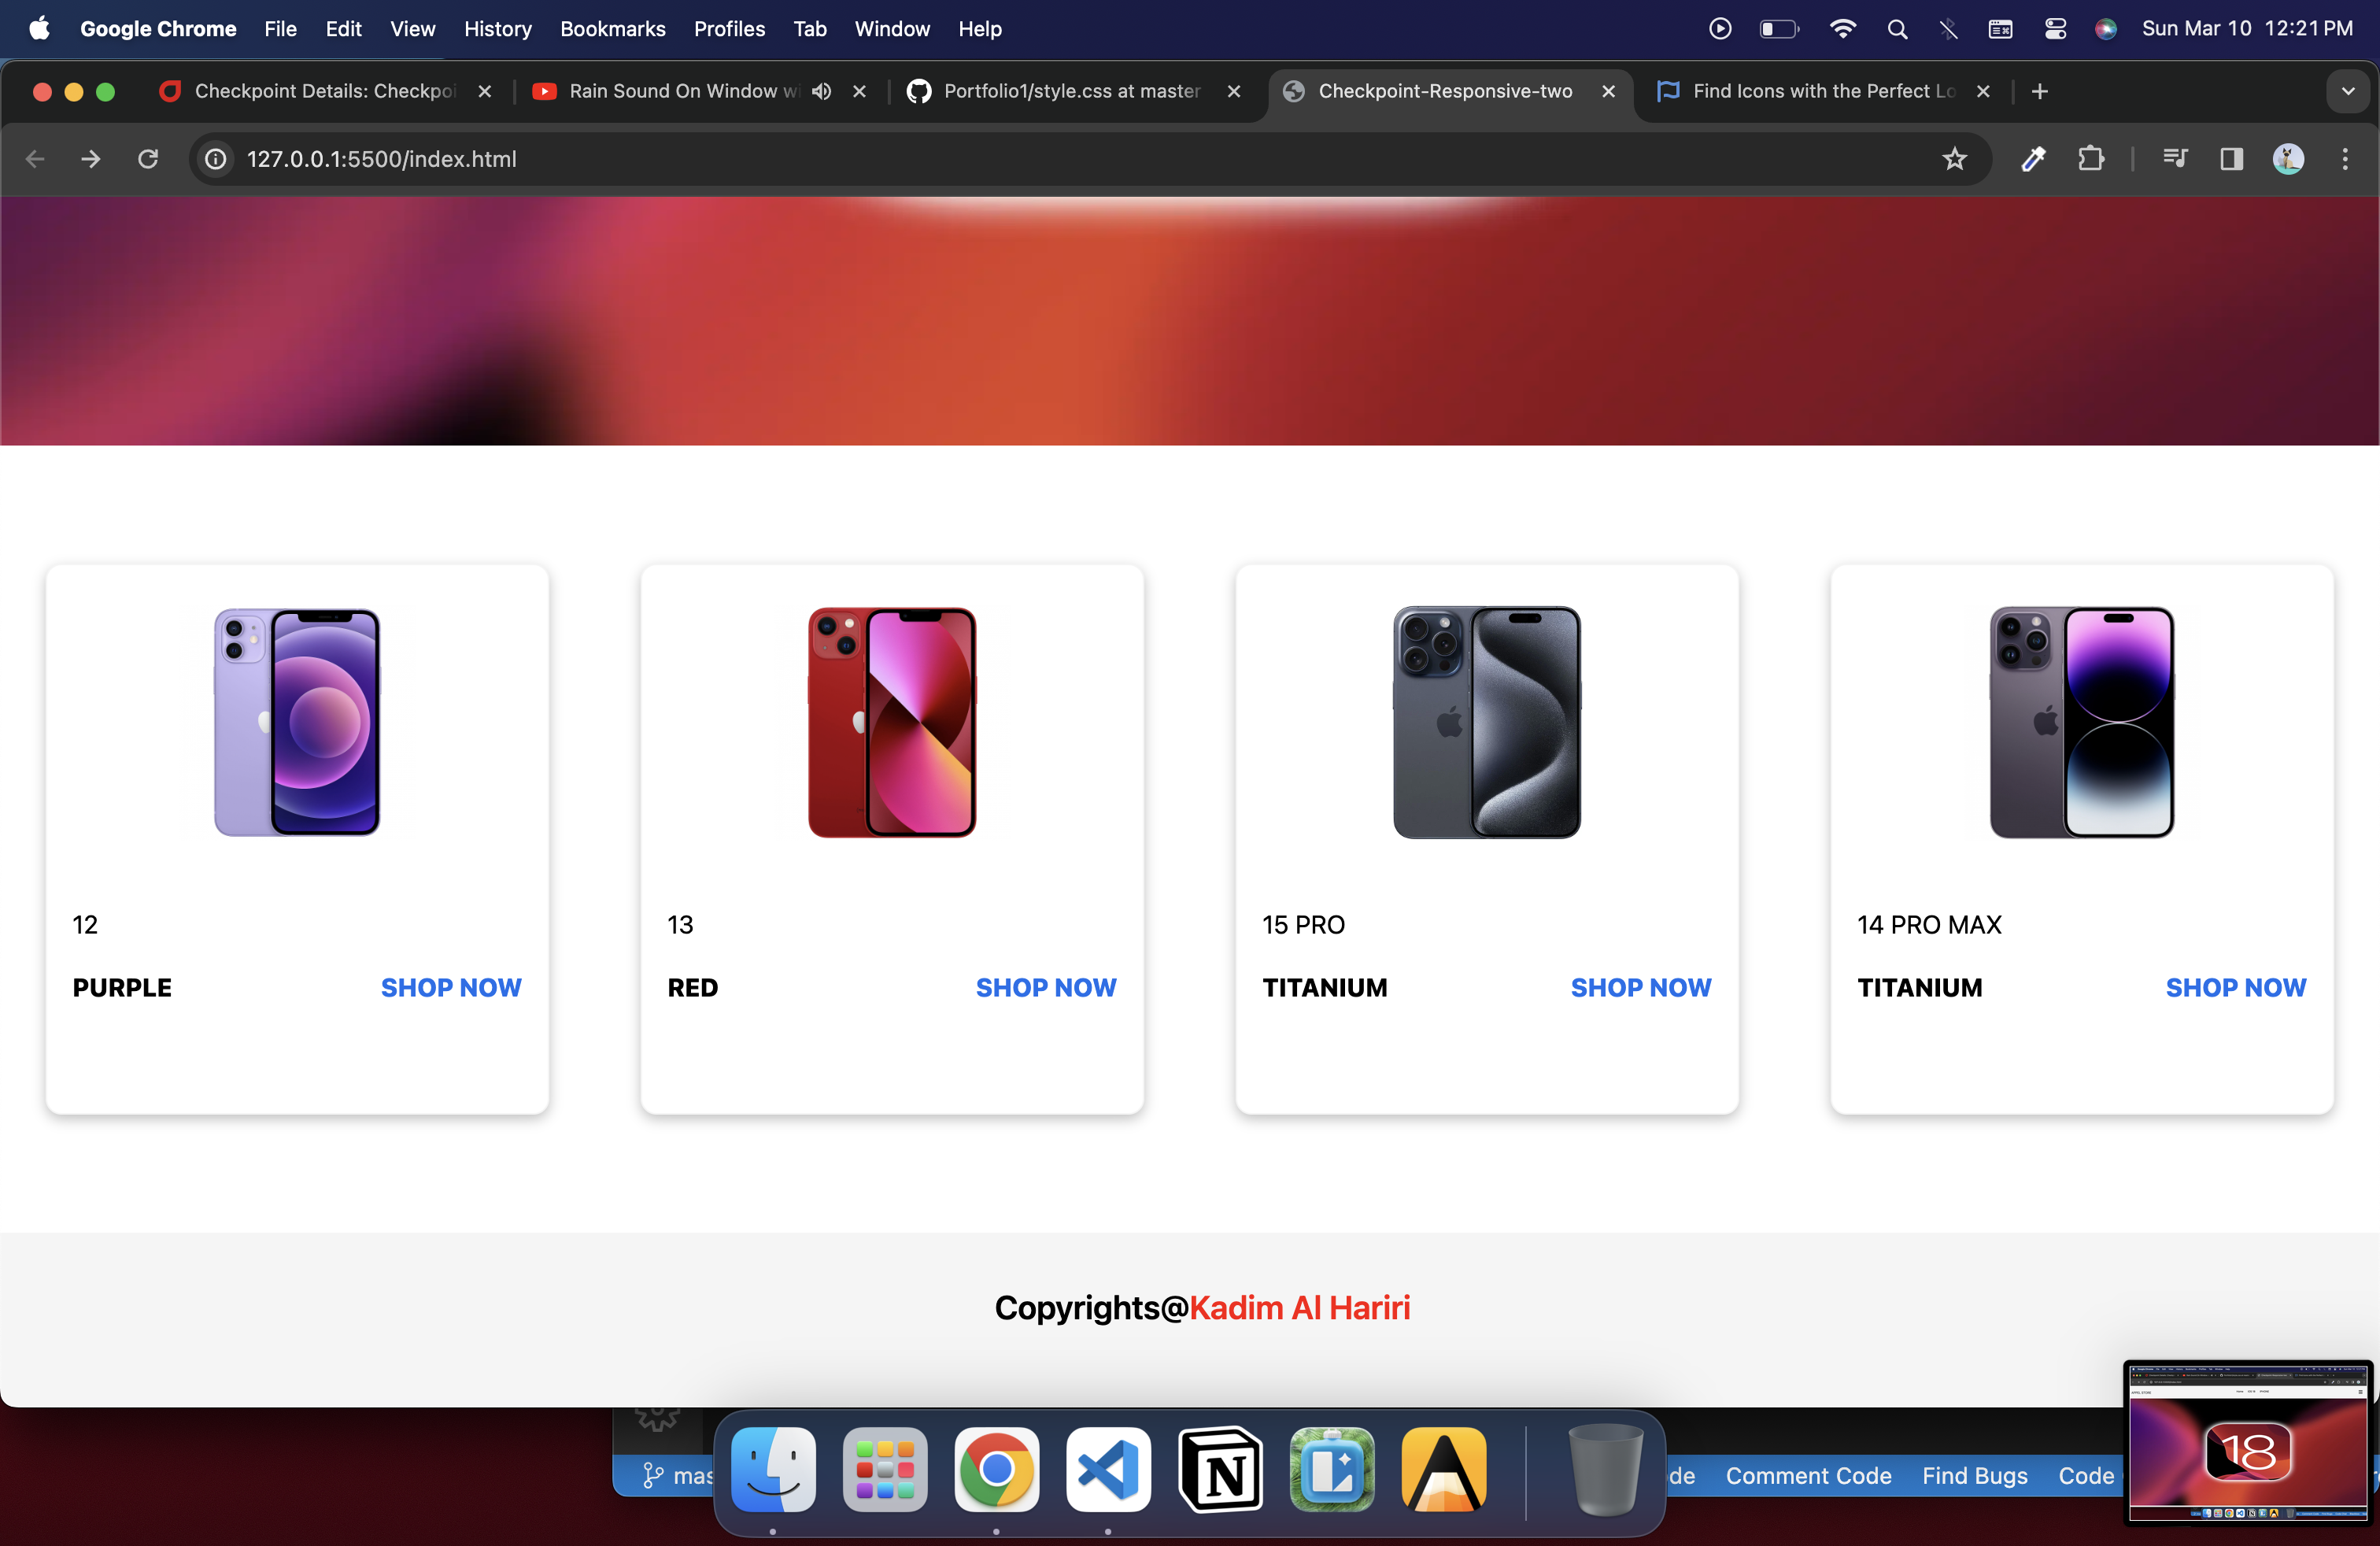 Google Chrome File Edit View History Bookmarks Profiles Tab Window Help Sun Mar 10 12:21 PM
Checkpoint Details: Checkpoi Rain Sound On Window wi Portfolio1/style.css at master Checkpoint-Responsive-two Find Icons with the Perfect Lo
127.0.0.1:5500/index.html
12
PURPLE SHOP NOW
13
RED SHOP NOW
15 PRO
TITANIUM SHOP NOW
14 PRO MAX
TITANIUM SHOP NOW
Copyrights@Kadim Al Hariri
mas de Comment Code Find Bugs Code
N
18